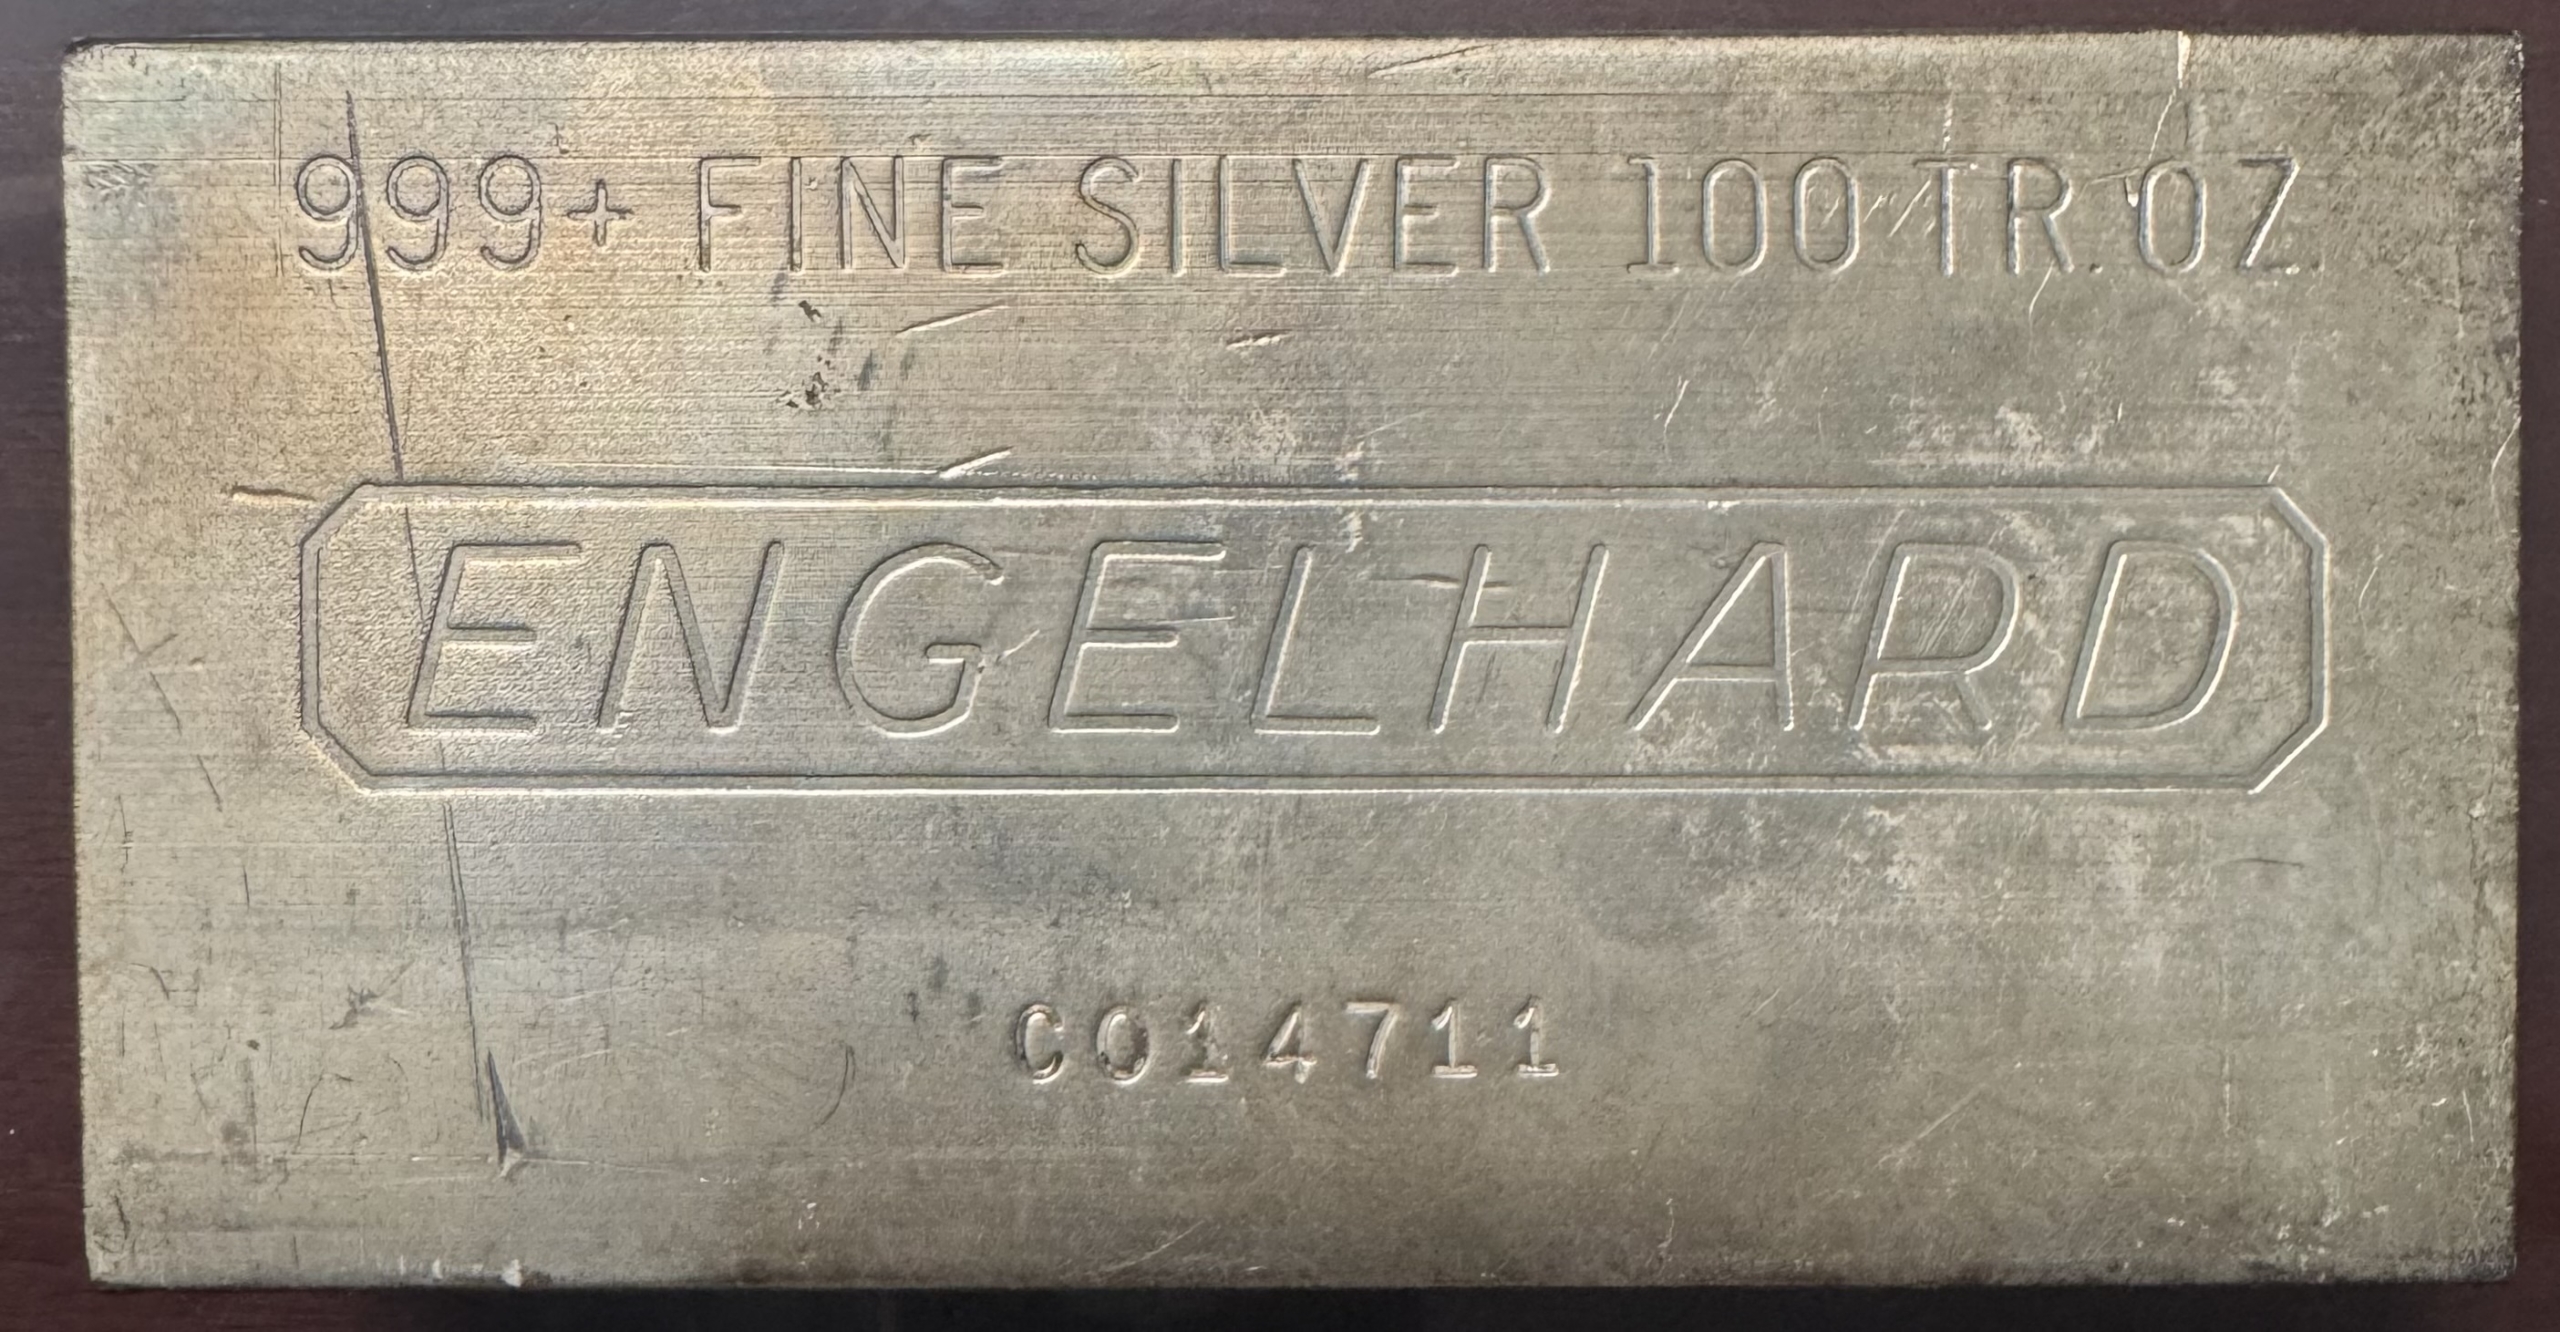 999+ FINE SILVER 100 TR. OZ.
ENGELHARD
C014711